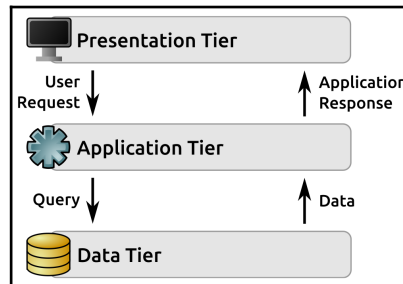 Presentation Tier
User
Request
Application
Response
Application Tier
Query
Data
Data Tier